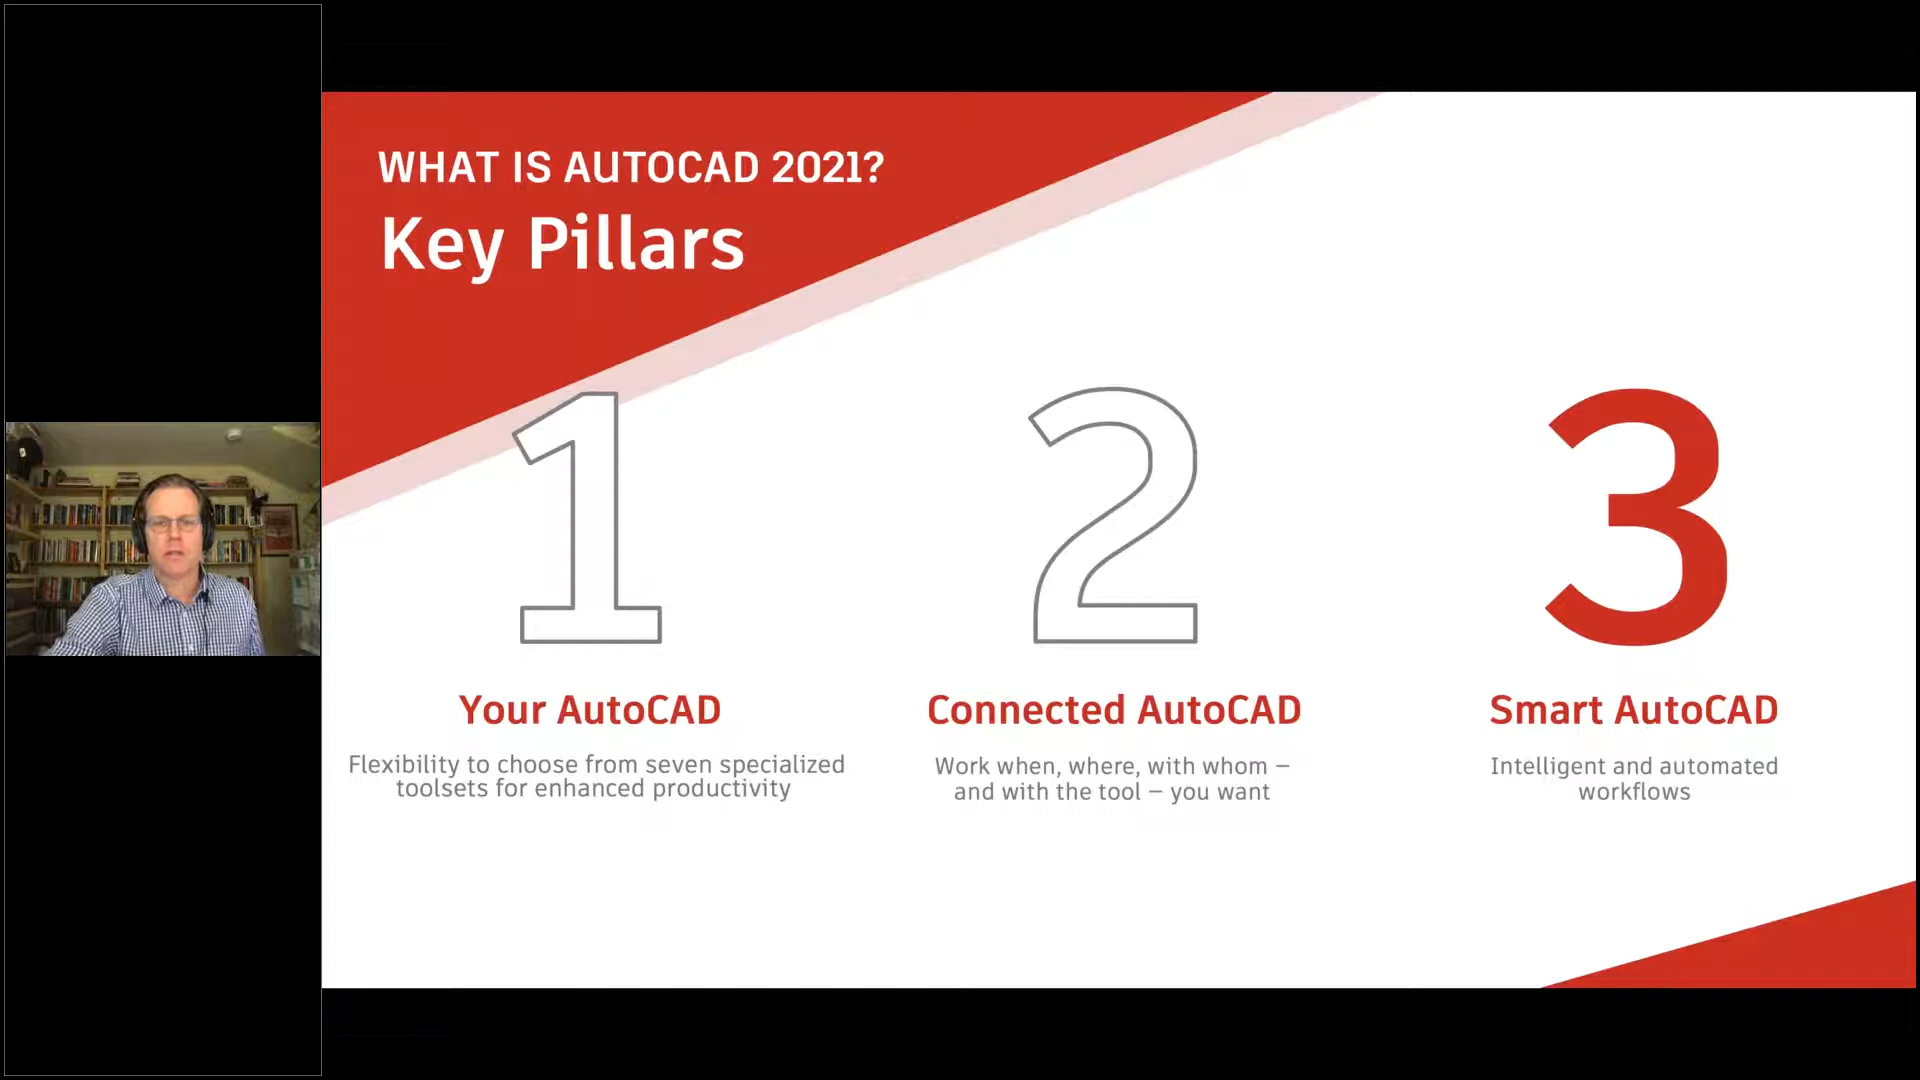 WHAT IS AUTOCAD 2021?
Key Pillars
1
Your AutoCAD
Flexibility to choose from seven specialized
toolsets for enhanced productivity
2
Connected AutoCAD
Work when, where, with whom –
and with the tool – you want
3
Smart AutoCAD
Intelligent and automated
workflows